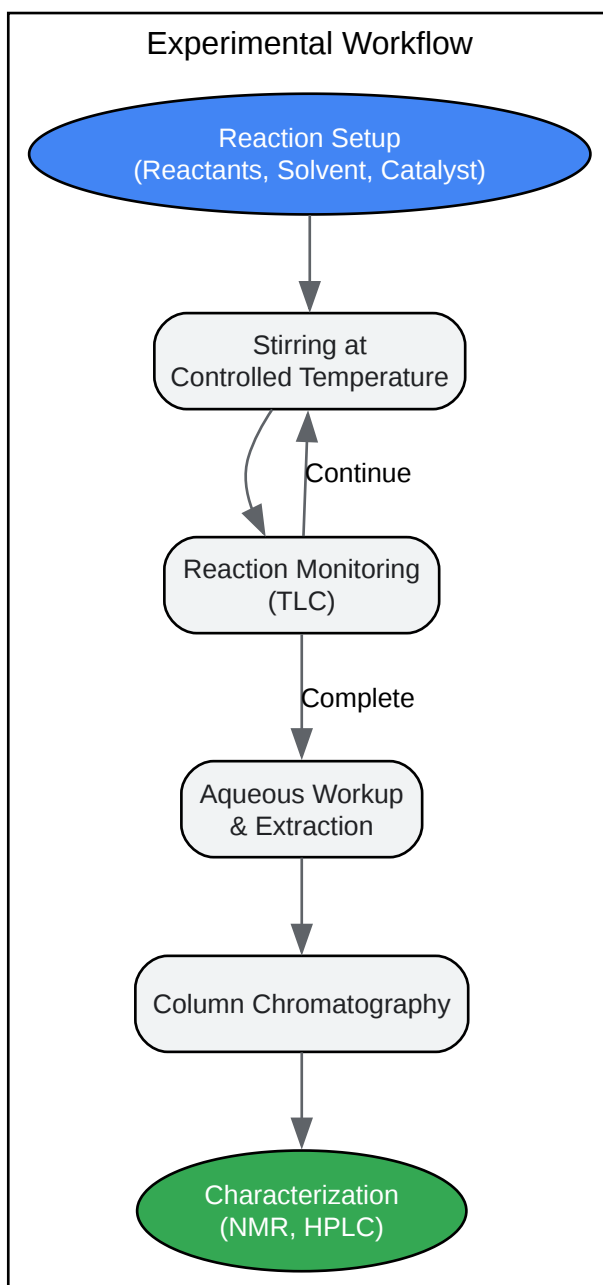 Experimental Workflow
Reaction Setup
(Reactants, Solvent, Catalyst)
Stirring at
Controlled Temperature
Continue
Reaction Monitoring
(TLC)
Complete
Aqueous Workup
& Extraction
Column Chromatography
Characterization
(NMR, HPLC)